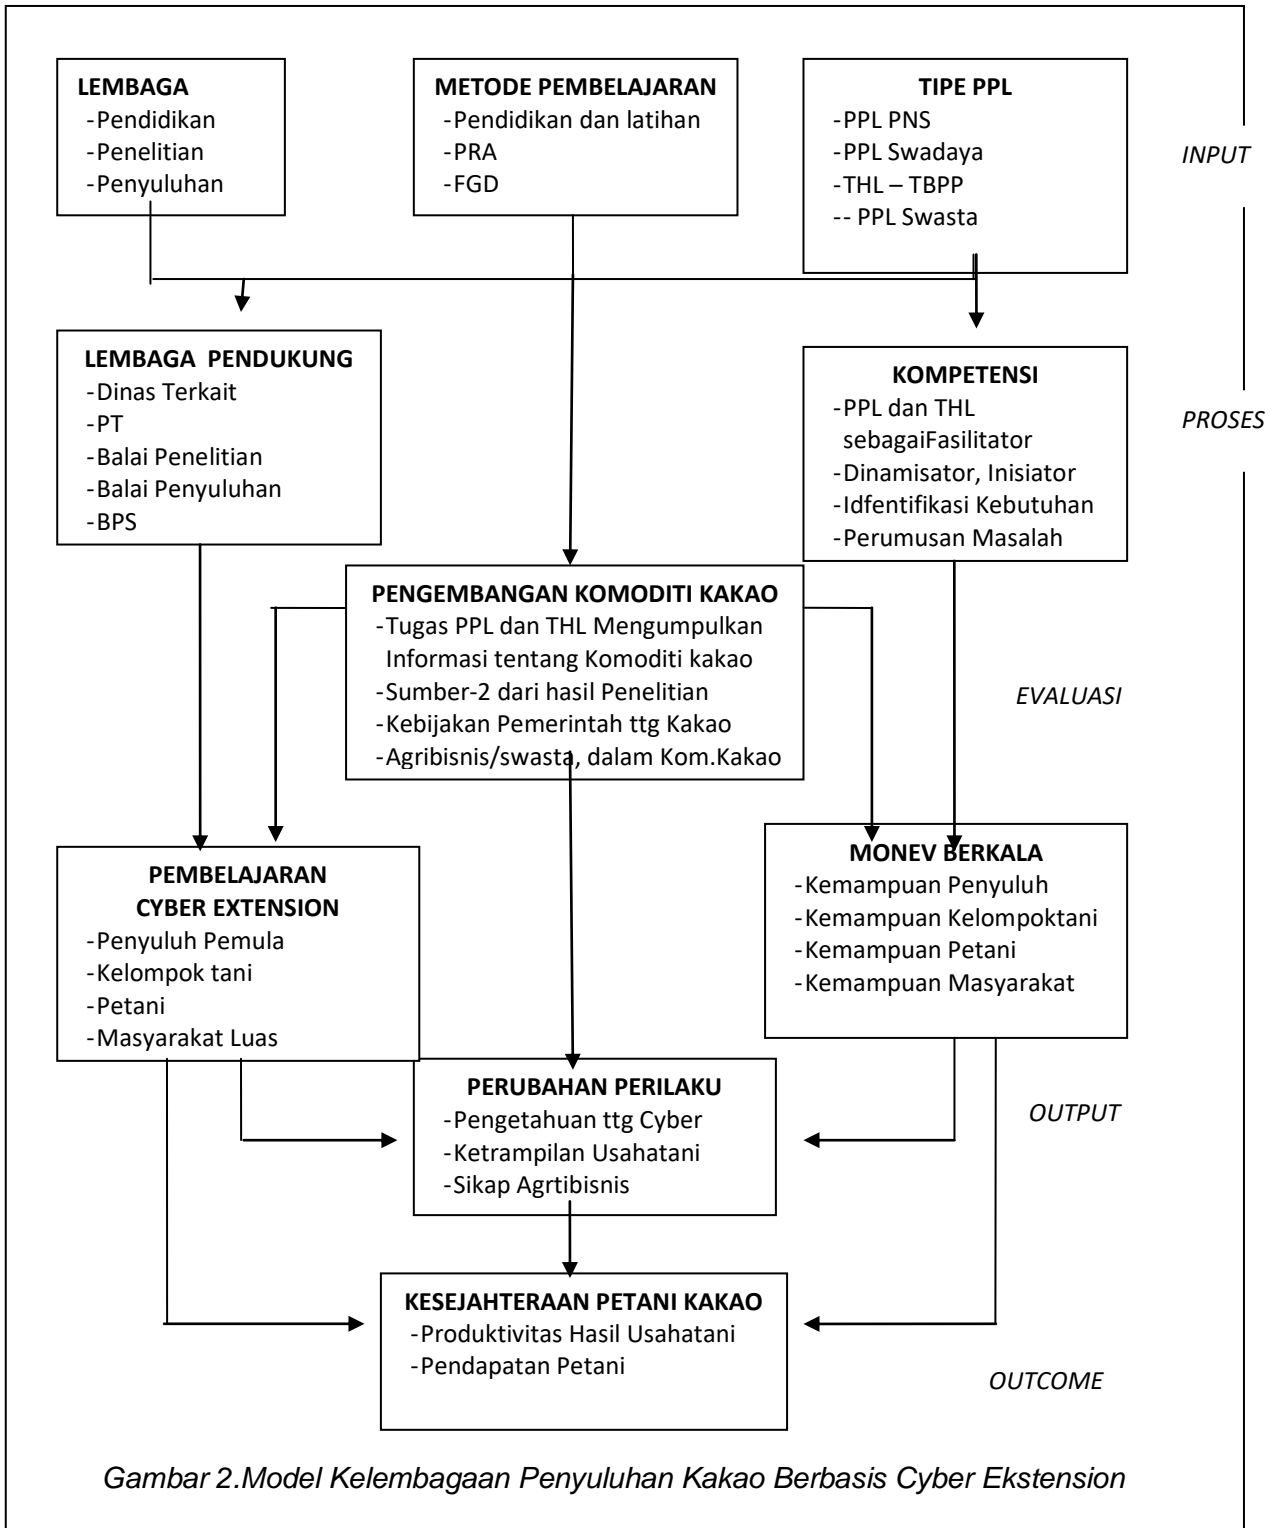 LEMBAGA
-Pendidikan
-Penelitian
-Penyuluhan
METODE PEMBELAJARAN
-Pendidikan dan latihan
-PRA
-FGD
TIPE PPL
-PPL PNS
-PPL Swadaya
-THL – TBPP
-- PPL Swasta
INPUT
LEMBAGA PENDUKUNG
-Dinas Terkait
-PT
-Balai Penelitian
-Balai Penyuluhan
-BPS
KOMPETENSI
-PPL dan THL
sebagaiFasilitator
-Dinamisator, Inisiator
-Idfentifikasi Kebutuhan
-Perumusan Masalah
PROSES
PENGEMBANGAN KOMODITI KAKAO
-Tugas PPL dan THL Mengumpulkan
Informasi tentang Komoditi kakao
-Sumber-2 dari hasil Penelitian
-Kebijakan Pemerintah ttg Kakao
-Agribisnis/swasta, dalam Kom.Kakao
EVALUASI
PEMBELAJARAN
CYBER EXTENSION
-Penyuluh Pemula
-Kelompok tani
-Petani
-Masyarakat Luas
MONEV BERKALA
-Kemampuan Penyuluh
-Kemampuan Kelompoktani
-Kemampuan Petani
-Kemampuan Masyarakat
PERUBAHAN PERILAKU
-Pengetahuan ttg Cyber
-Ketrampilan Usahatani
-Sikap Agrtibisnis
OUTPUT
KESEJAHTERAAN PETANI KAKAO
-Produktivitas Hasil Usahatani
-Pendapatan Petani
OUTCOME
Gambar 2.Model Kelembagaan Penyuluhan Kakao Berbasis Cyber Ekstension